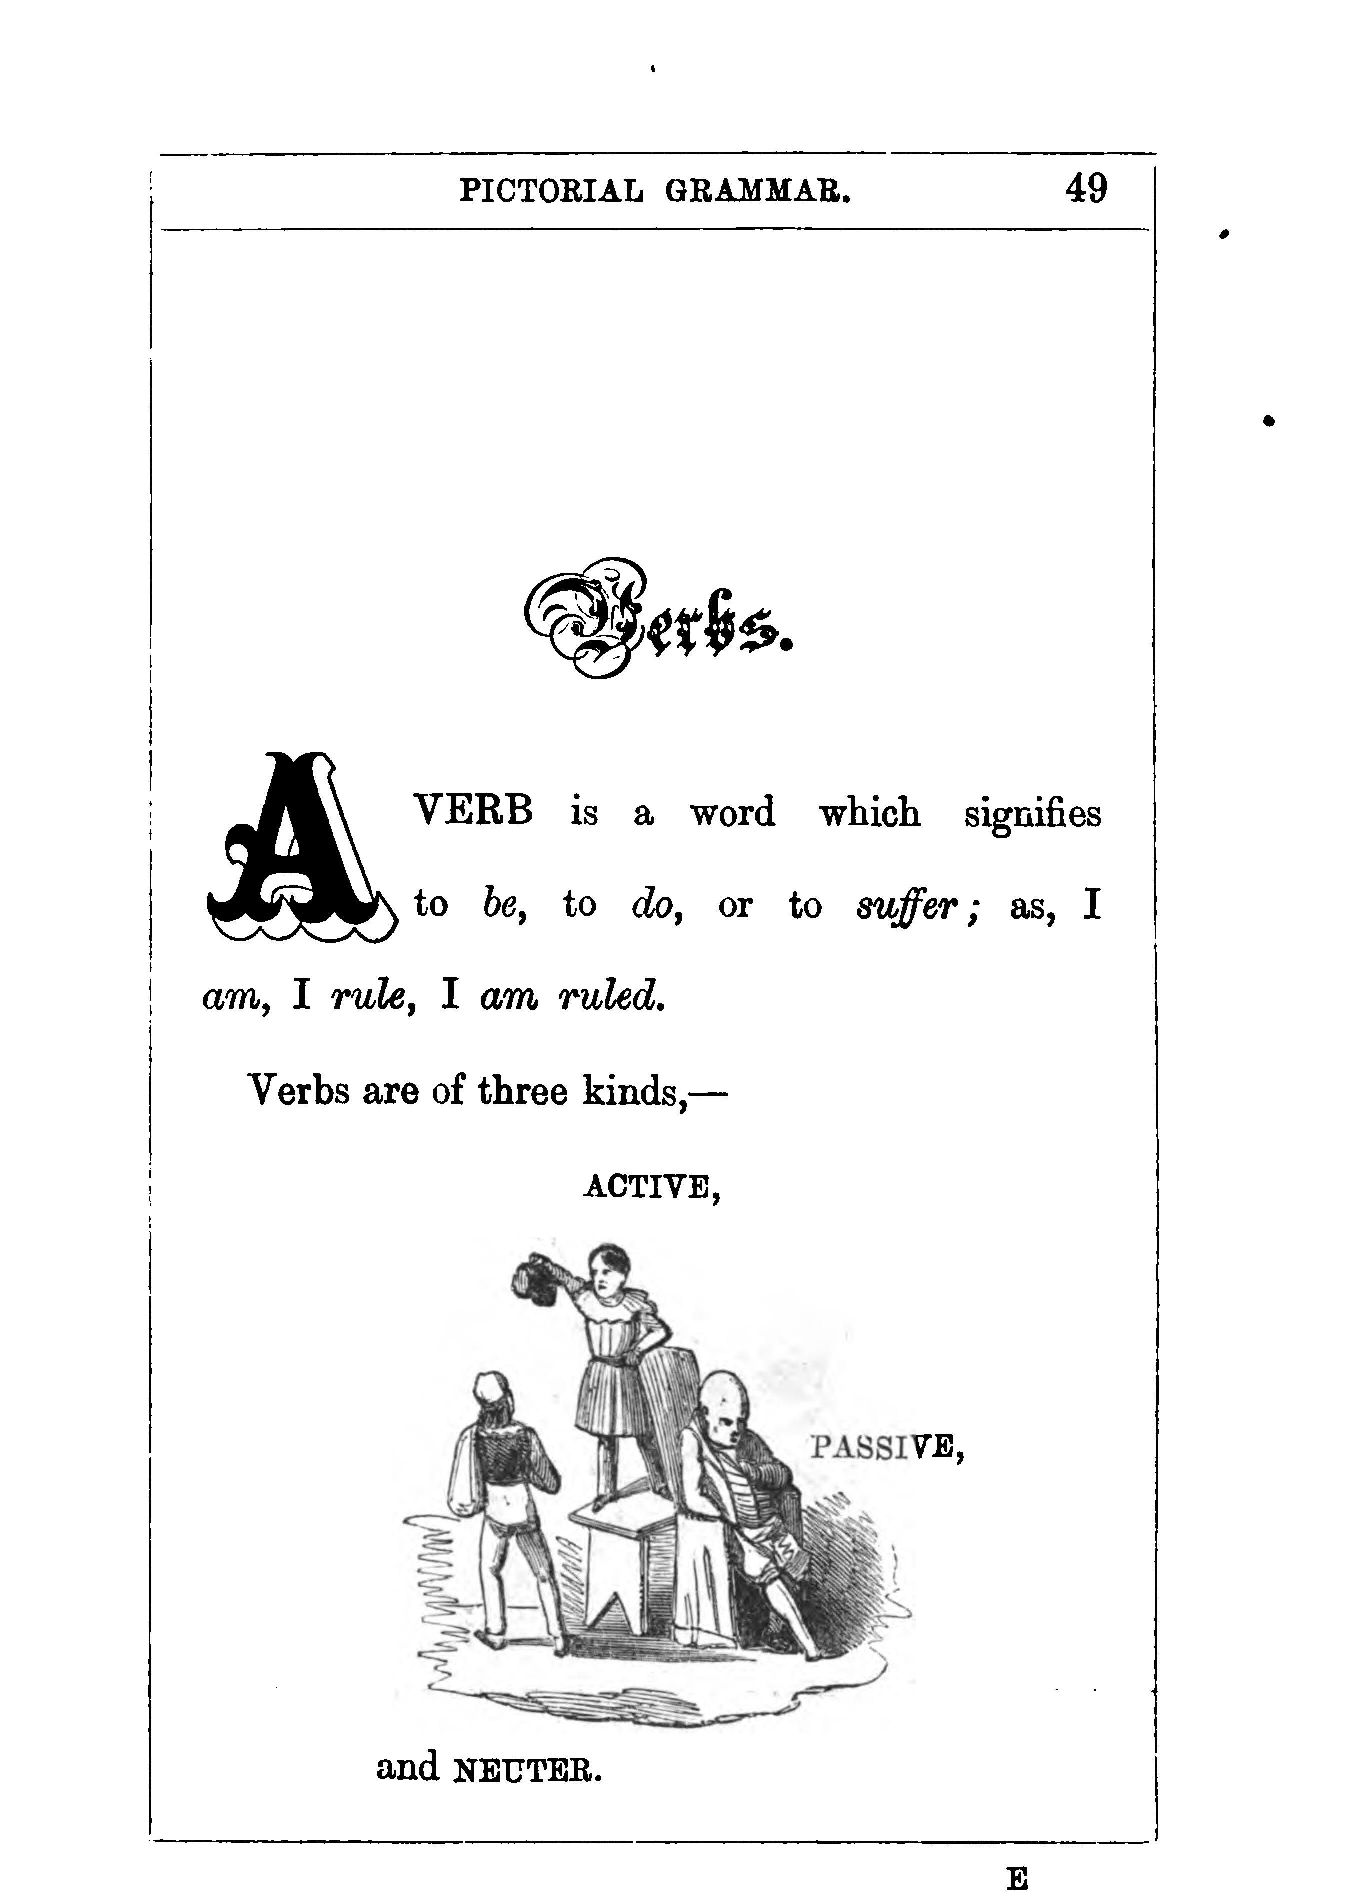 PICTORIAL GRAMMAR. 49
Verbs.
A VERB is a word which signifies
to be, to do, or to suffer; as, I
am, I rule, I am ruled.
Verbs are of three kinds,—
ACTIVE,
PASSIVE,
and NEUTER.
E